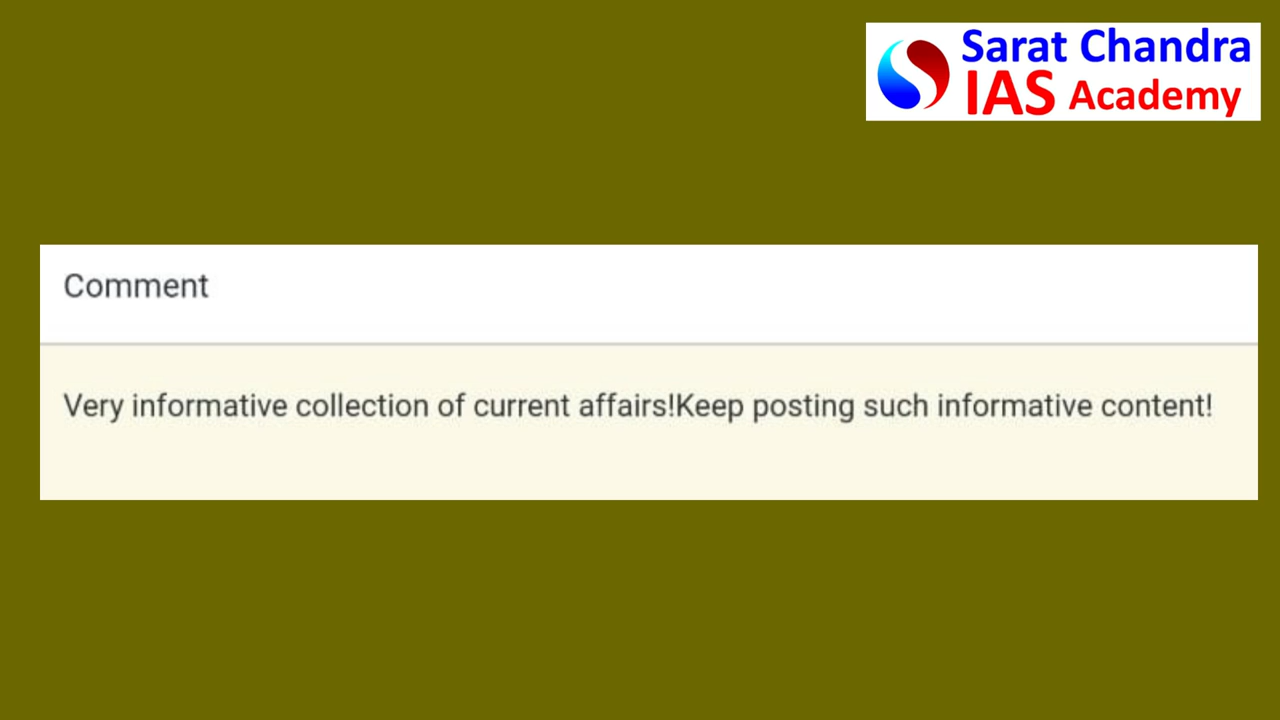 Sarat Chandra
IAS Academy
Comment
Very informative collection of current affairs!Keep posting such informative content!